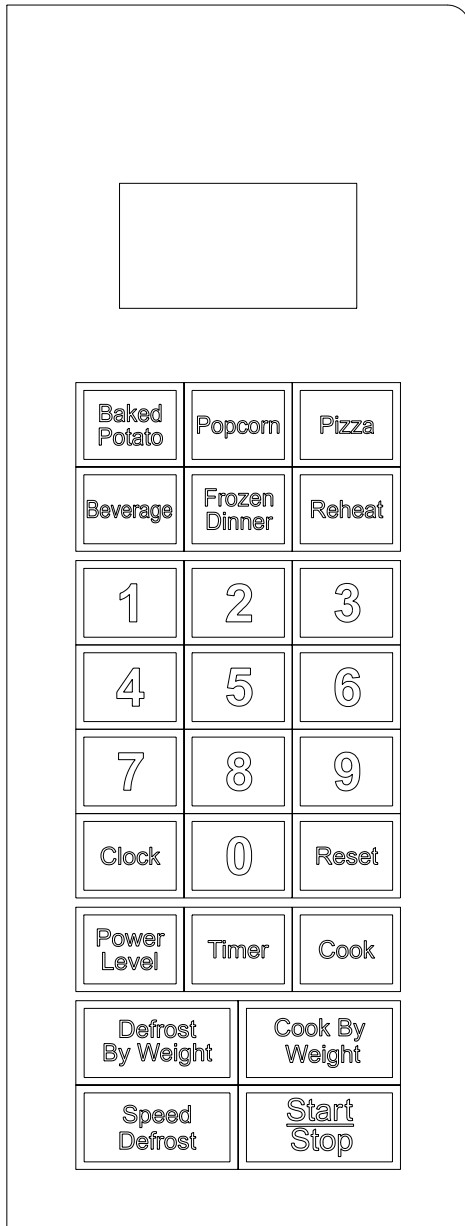 Baked
Potato
Popcorn
Pizza
Beverage
Frozen
Dinner
Reheat
1
2
3
4
5
6
7
8
9
Clock
0
Reset
Power
Level
Timer
Cook
Defrost
By Weight
Cook By
Weight
Speed
Defrost
Start
Stop